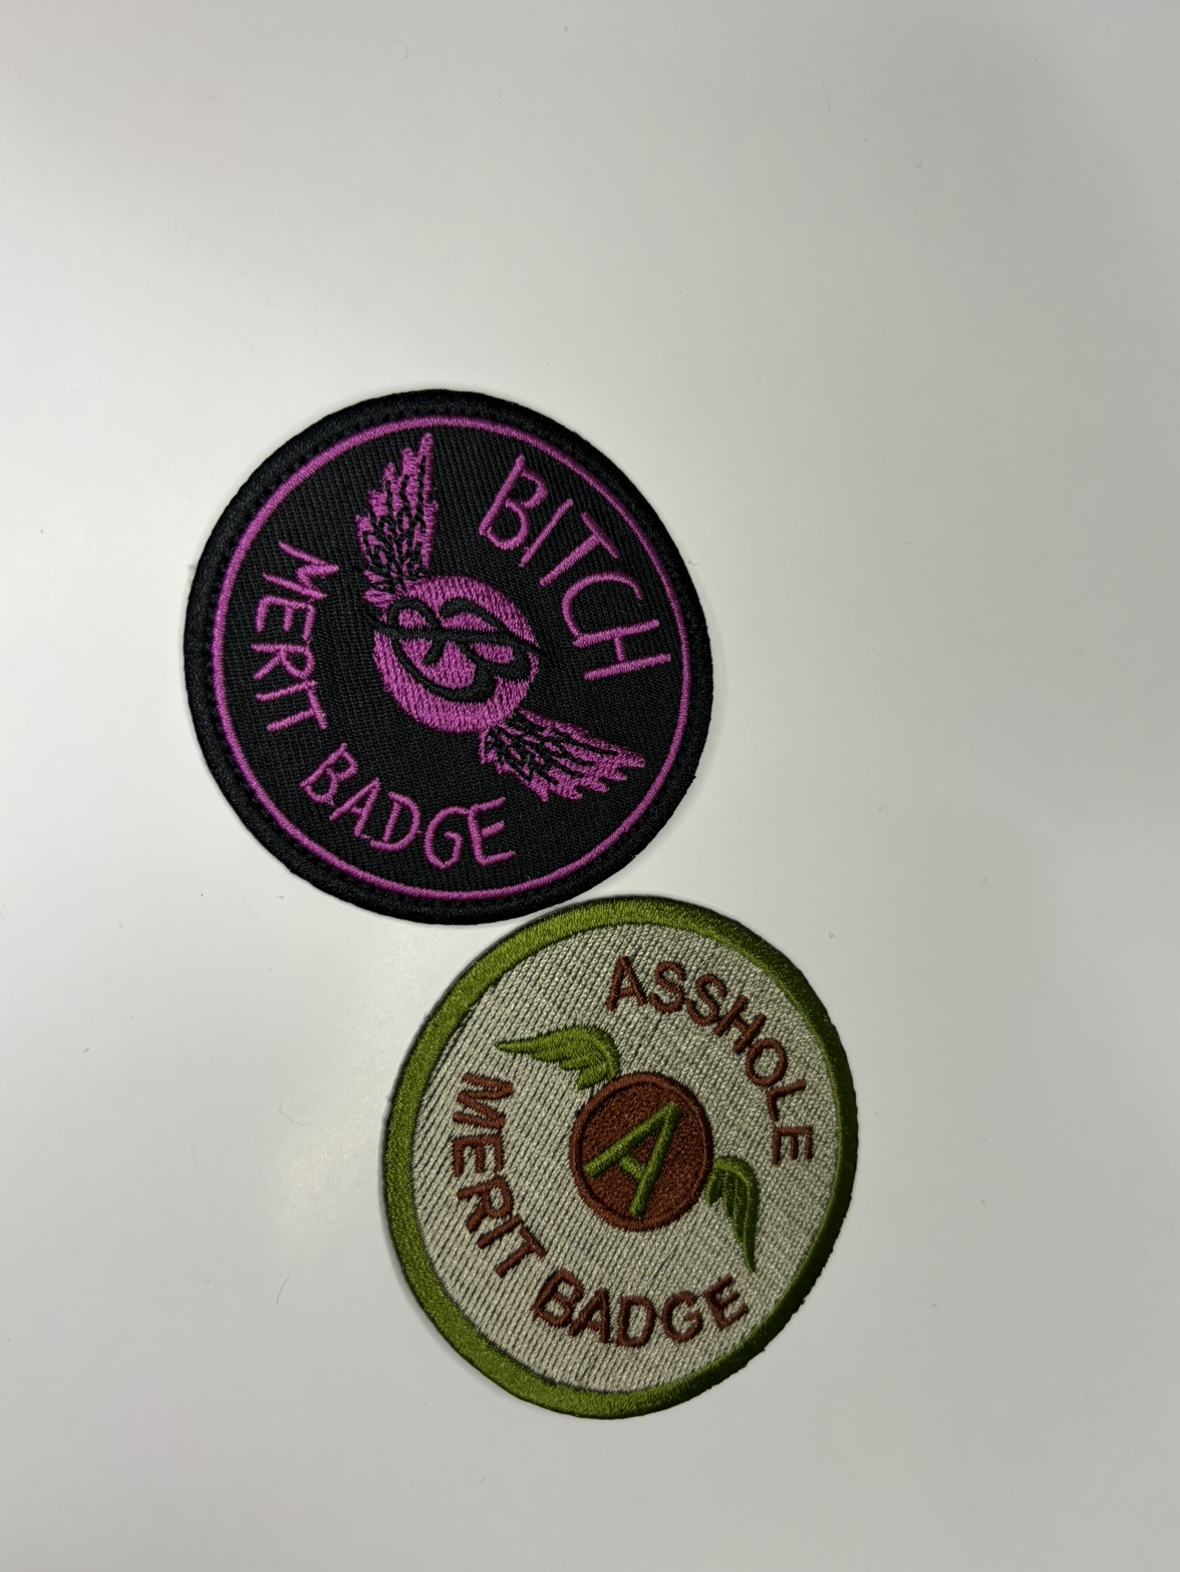 BITCH
B
MERIT BADGE
ASSHOLE
A
MERIT BADGE